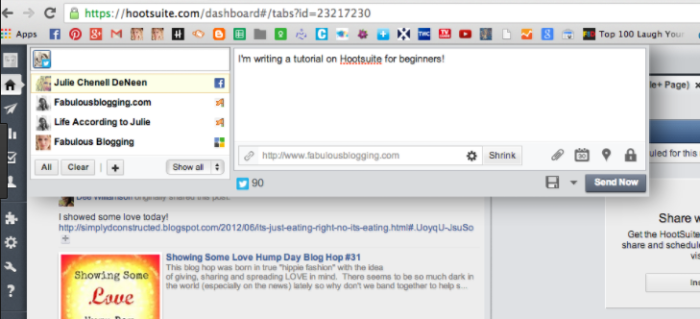 https://hootsuite.com/dashboard#/tabs?id=23217230
Apps
Top 100 Laugh
I'm writing a tutorial on Hootsuite for beginners!
Julie Chenell DeNeen
Fabulousblogging.com
Life According to Julie
Fabulous Blogging
All Clear + Show all
http://www.fabulousblogging.com Shrink
90 Send Now
le+ Page) x
uled for this
originally shared this post:
I showed some love today!
http://simplydconstructed.blogspot.com/2012/06/its-just-eating-right-no-its-eating.html#.UoyqU-JsuSo
Showing Some Love Hump Day Blog Hop #31
This blog hop was born in true "hippie fashion" with the idea
of giving, sharing and spreading LOVE in mind. There seems to be so much dark in
the world (especially on the news) lately so why don't we band together to help s...
Showing Some
Love
Share w
Get the HootSuite
share and schedul
vis
In